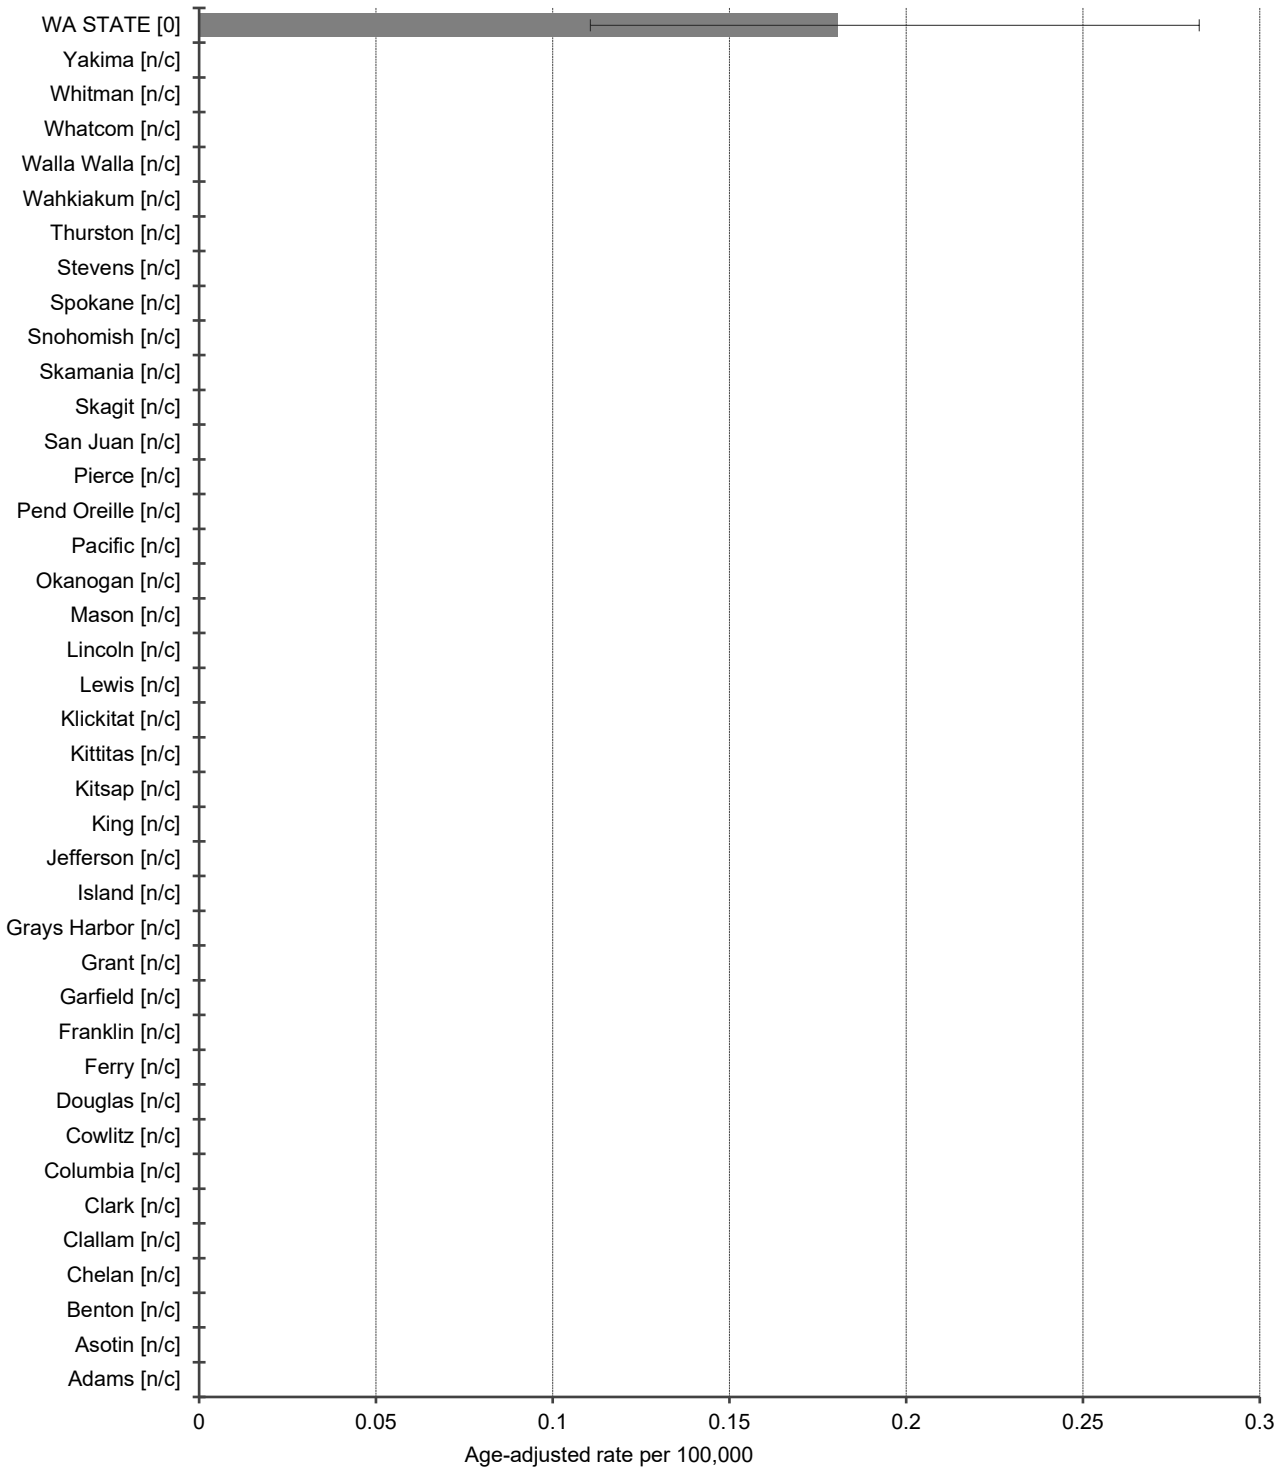 WA STATE [0]
Yakima [n/c]
Whitman [n/c]
Whatcom [n/c]
Walla Walla [n/c]
Wahkiakum [n/c]
Thurston [n/c]
Stevens [n/c]
Spokane [n/c]
Snohomish [n/c]
Skamania [n/c]
Skagit [n/c]
San Juan [n/c]
Pierce [n/c]
Pend Oreille [n/c]
Pacific [n/c]
Okanogan [n/c]
Mason [n/c]
Lincoln [n/c]
Lewis [n/c]
Klickitat [n/c]
Kittitas [n/c]
Kitsap [n/c]
King [n/c]
Jefferson [n/c]
Island [n/c]
Grays Harbor [n/c]
Grant [n/c]
Garfield [n/c]
Franklin [n/c]
Ferry [n/c]
Douglas [n/c]
Cowlitz [n/c]
Columbia [n/c]
Clark [n/c]
Clallam [n/c]
Chelan [n/c]
Benton [n/c]
Asotin [n/c]
Adams [n/c]
0 0.05 0.1 0.15 0.2 0.25 0.3
Age-adjusted rate per 100,000